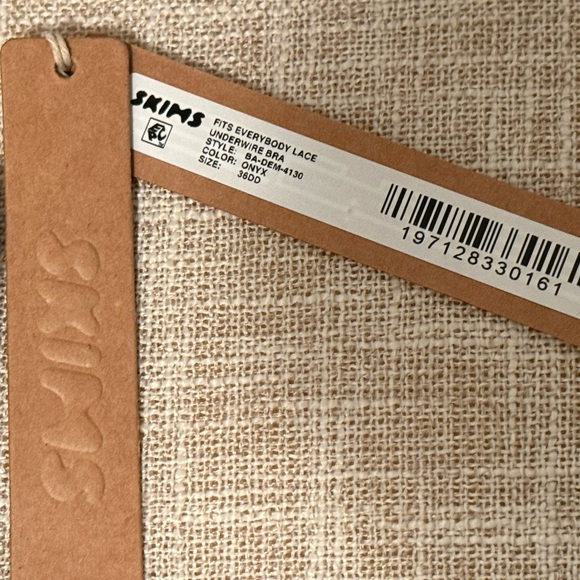 SKIMS
SKIMS
FITS EVERYBODY LACE
UNDERWIRE BRA
STYLE: BA-DEM-4130
COLOR: ONYX
SIZE: 36DD
197128330161